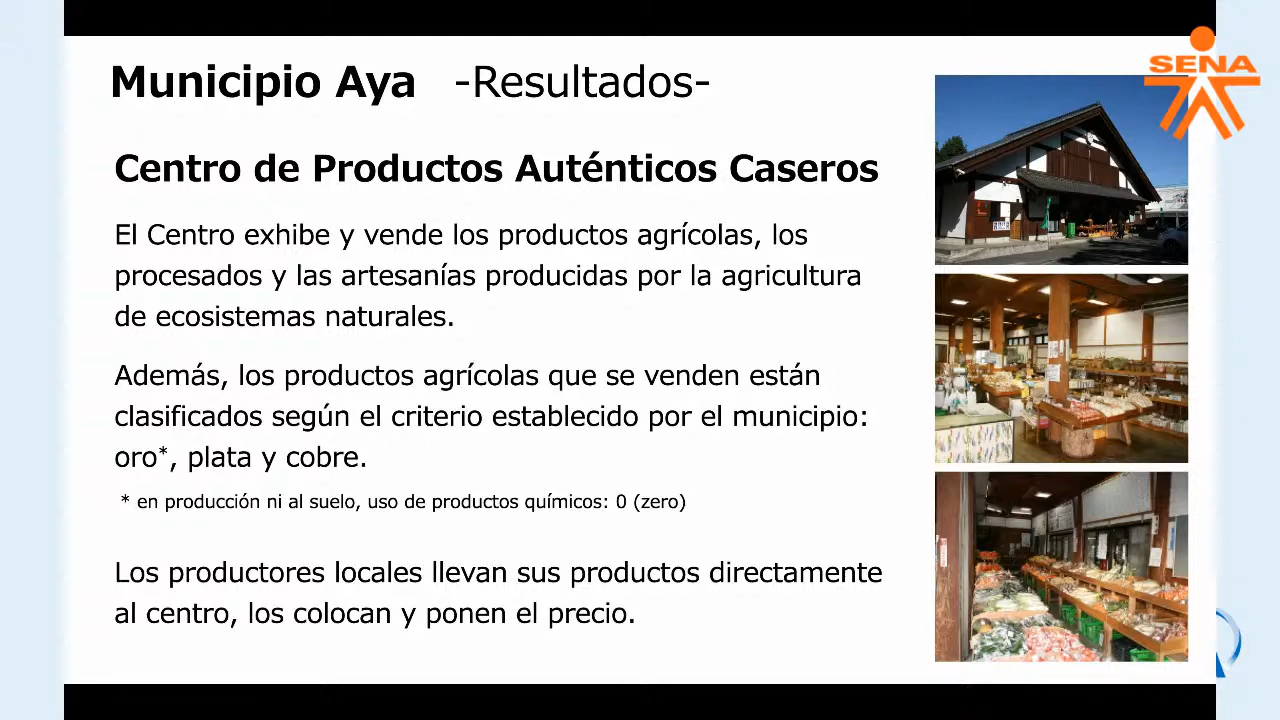 Municipio Aya -Resultados-
SENA
Centro de Productos Auténticos Caseros
El Centro exhibe y vende los productos agrícolas, los
procesados y las artesanías producidas por la agricultura
de ecosistemas naturales.
Además, los productos agrícolas que se venden están
clasificados según el criterio establecido por el municipio:
oro*, plata y cobre.
* en producción ni al suelo, uso de productos químicos: 0 (zero)
Los productores locales llevan sus productos directamente
al centro, los colocan y ponen el precio.